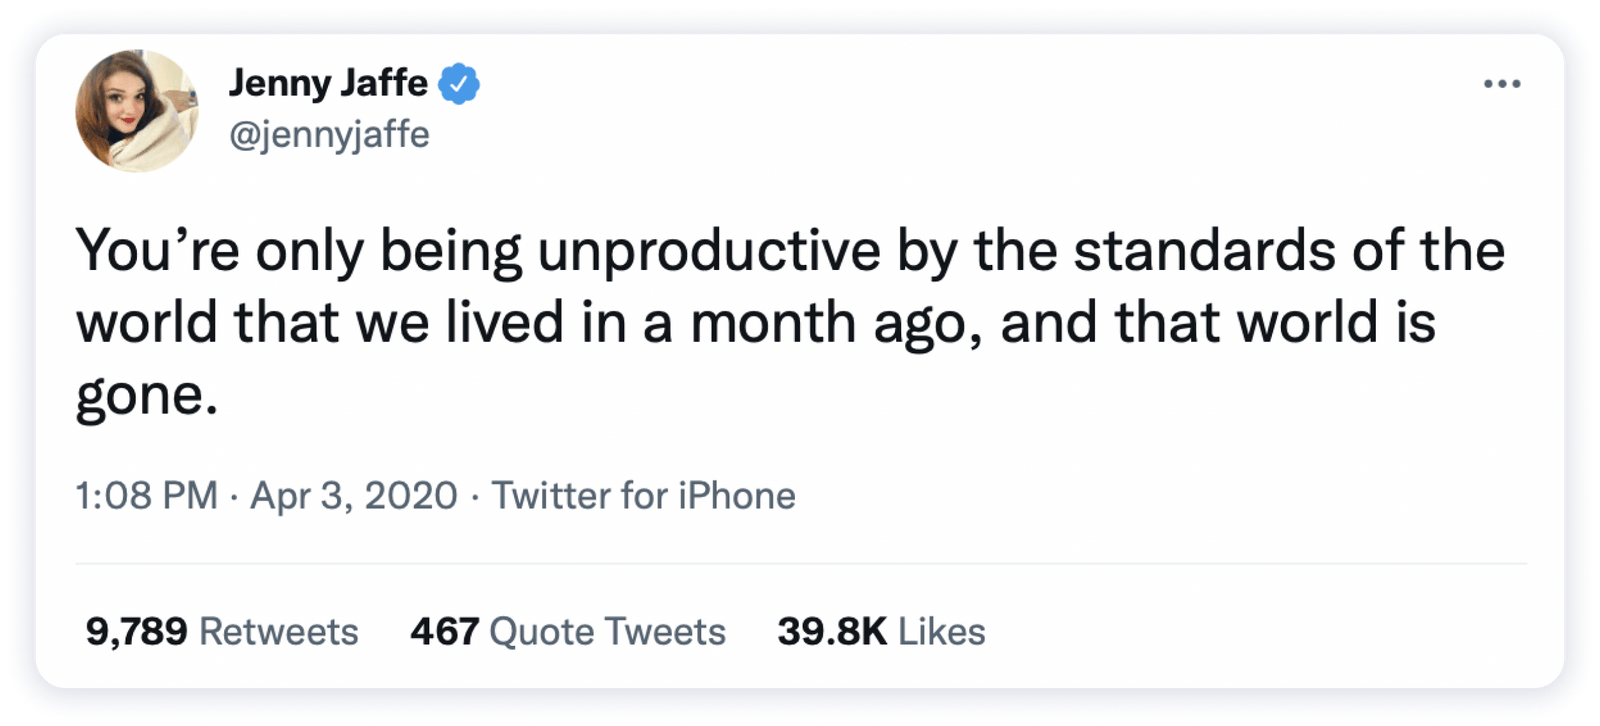 Jenny Jaffe
@jennyjaffe
You’re only being unproductive by the standards of the
world that we lived in a month ago, and that world is
gone.
1:08 PM · Apr 3, 2020 · Twitter for iPhone
9,789 Retweets 467 Quote Tweets 39.8K Likes